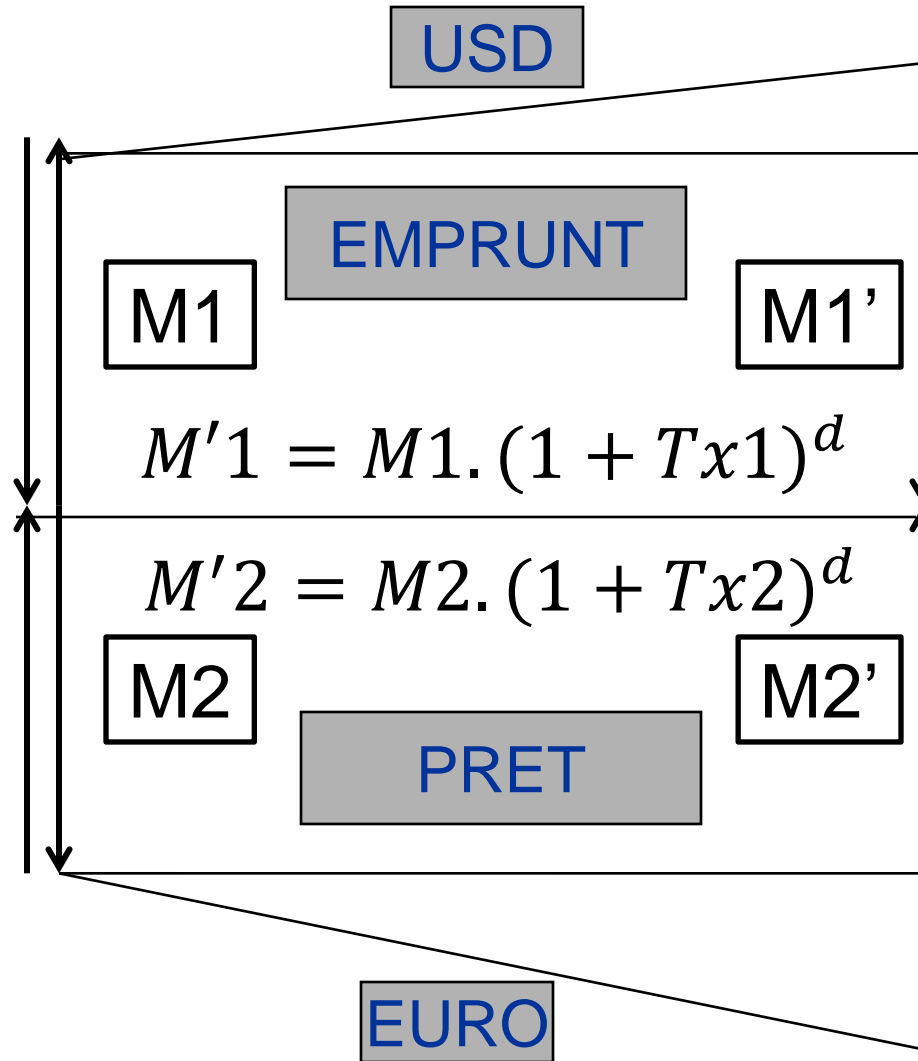 USD
EMPRUNT
M1
M1’
M'1 = M1.(1 + Tx1)^d
M'2 = M2.(1 + Tx2)^d
M2
M2’
PRET
EURO